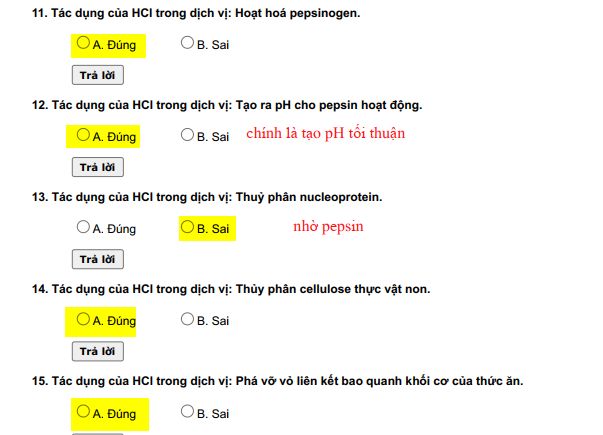 11. Tác dụng của HCl trong dịch vị: Hoạt hoá pepsinogen.
A. Đúng B. Sai
Trả lời
12. Tác dụng của HCl trong dịch vị: Tạo ra pH cho pepsin hoạt động.
A. Đúng B. Sai chính là tạo pH tối thuận
Trả lời
13. Tác dụng của HCl trong dịch vị: Thuỷ phân nucleoprotein.
A. Đúng B. Sai nhờ pepsin
Trả lời
14. Tác dụng của HCl trong dịch vị: Thủy phân cellulose thực vật non.
A. Đúng B. Sai
Trả lời
15. Tác dụng của HCl trong dịch vị: Phá vỡ vỏ liên kết bao quanh khối cơ của thức ăn.
A. Đúng B. Sai
Trả lời